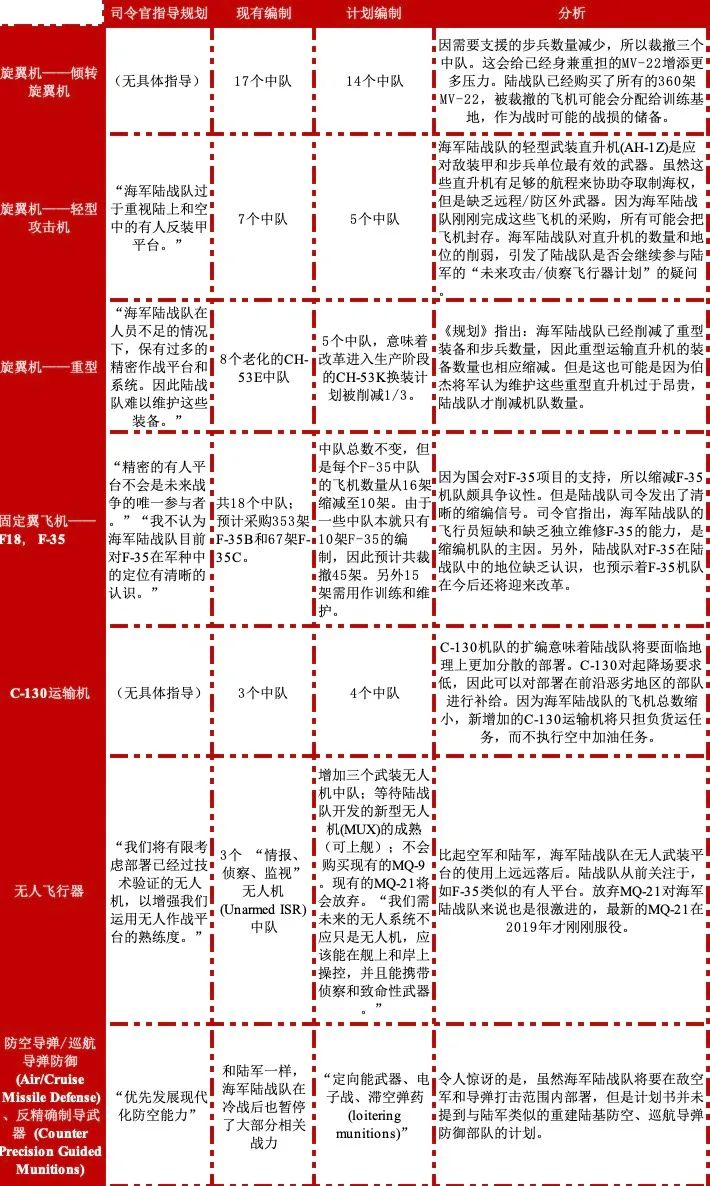 司令官指导规划
现有编制
计划编制
分析
旋翼机——倾转
旋翼机
（无具体指导）
17个中队
14个中队
因需要支援的步兵数量减少，所以裁撤三个
中队。这会给已经身兼重担的MV-22增添更
多压力。陆战队已经购买了所有的360架
MV-22，被裁撤的飞机可能会分配给训练基
地，作为战时可能的战损的储备。
旋翼机——轻型
攻击机
“海军陆战队过
于重视陆上和空
中的有人反装甲
平台。”
7个中队
5个中队
海军陆战队的轻型武装直升机(AH-1Z)是应
对敌装甲和步兵单位最有效的武器。虽然这
些直升机有足够的航程来协助夺取制海权，
但是缺乏远程/防区外武器。因为海军陆战
队刚刚完成这些飞机的采购，所有可能会把
飞机封存。海军陆战队对直升机的数量和地
位的削弱，引发了陆战队是否会继续参与陆
军的“未来攻击/侦察飞行器计划”的疑问
。
旋翼机——重型
“海军陆战队在
人员不足的情况
下，保有过多的
精密作战平台和
系统。因此陆战
队难以维护这些
装备。”
8个老化的CH-
53E中队
5个中队，意味着
改革进入生产阶段
的CH-53K换装计
划被削减1/3。
《规划》指出：海军陆战队已经削减了重型
装备和步兵数量，因此重型运输直升机的装
备数量也相应缩减。但是这也可能是因为伯
杰将军认为维护这些重型直升机过于昂贵，
陆战队才削减机队数量。
固定翼飞机——
F18， F-35
“精密的有人平
台不会是未来战
争的唯一参与者
。”“我不认为
海军陆战队目前
对F-35在军种中
的定位有清晰的
认识。”
共18个中队；
预计采购353架
F-35B和67架F-
35C。
中队总数不变，但
是每个F-35中队
的飞机数量从16架
缩减至10架。由于
一些中队本就只有
10架F-35的编
制，因此预计共裁
撤45架。另外15
架需用作训练和维
护。
因为国会对F-35项目的支持，所以缩减F-35
机队颇具争议性。但是陆战队司令发出了清
晰的缩编信号。司令官指出，海军陆战队的
飞行员短缺和缺乏独立维修F-35的能力，是
缩编机队的主因。另外，陆战队对F-35在陆
战队中的地位缺乏认识，也预示着F-35机队
在今后还将迎来改革。
C-130运输机
（无具体指导）
3个中队
4个中队
C-130机队的扩编意味着陆战队将要面临地
理上更加分散的部署。C-130对起降场要求
低，因此可以对部署在前沿恶劣地区的部队
进行补给。因为海军陆战队的飞机总数缩
小，新增加的C-130运输机将只担负货运任
务，而不执行空中加油任务。
无人飞行器
“我们将有限考
虑部署已经过技
术验证的无人
机，以增强我们
运用无人作战平
台的熟练度。”
3个 “情报、
侦察、监视”
无人机
(Unarmed ISR)
中队
增加三个武装无人
机中队；等待陆战
队开发的新型无人
机(MUX)的成熟
（可上舰）；不会
购买现有的MQ-9
。现有的MQ-21将
会放弃。“我们需
未来的无人系统不
应只是无人机，应
该能在舰上和岸上
操控，并且能携带
侦察和致命性武器
。”
比起空军和陆军，海军陆战队在无人武装平
台的使用上远远落后。陆战队从前关注于，
如F-35类似的有人平台。放弃MQ-21对海军
陆战队来说也是很激进的，最新的MQ-21在
2019年才刚刚服役。
防空导弹/巡航
导弹防御
(Air/Cruise
Missile Defense)
、反精确制导武
器 (Counter
Precision Guided
Munitions)
“优先发展现代
化防空能力”
和陆军一样，
海军陆战队在
冷战后也暂停
了大部分相关
战力
“定向能武器、电
子战、滞空弹药
(loitering
munitions)”
令人惊讶的是，虽然海军陆战队将要在敌空
军和导弹打击范围内部署，但是计划书并未
提到与陆军类似的重建陆基防空、巡航导弹
防御部队的计划。